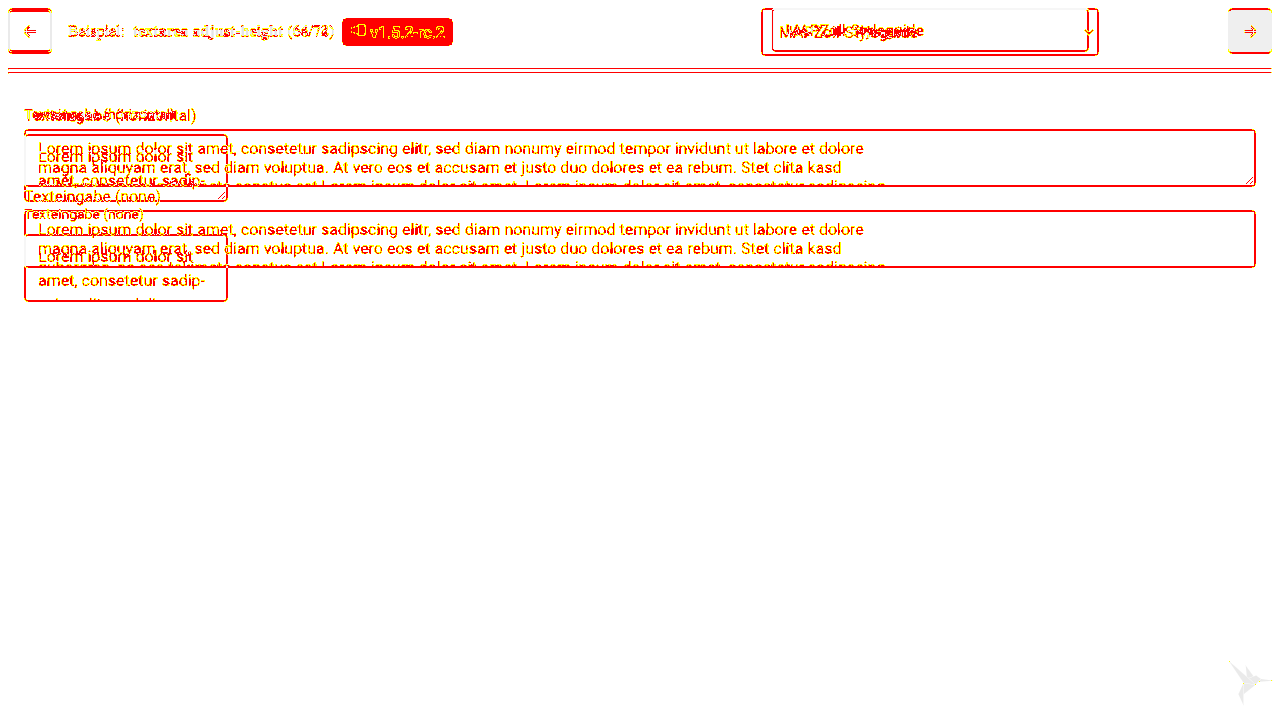 ← Beispiel: textarea adjust-height (66/78) v1.5.2-rc.2 →
Texteingabe (horizontal)
Lorem ipsum dolor sit amet, consetetur sadipscing elitr, sed diam nonumy eirmod tempor invidunt ut labore et dolore
magna aliquyam erat, sed diam voluptua. At vero eos et accusam et justo duo dolores et ea rebum. Stet clita kasd
Lorem ipsum dolor sit
amet, consetetur sadip-
Texteingabe (none)
Texteingabe (none)
Lorem ipsum dolor sit amet, consetetur sadipscing elitr, sed diam nonumy eirmod tempor invidunt ut labore et dolore
magna aliquyam erat, sed diam voluptua. At vero eos et accusam et justo duo dolores et ea rebum. Stet clita kasd
Lorem ipsum dolor sit
amet, consetetur sadip-